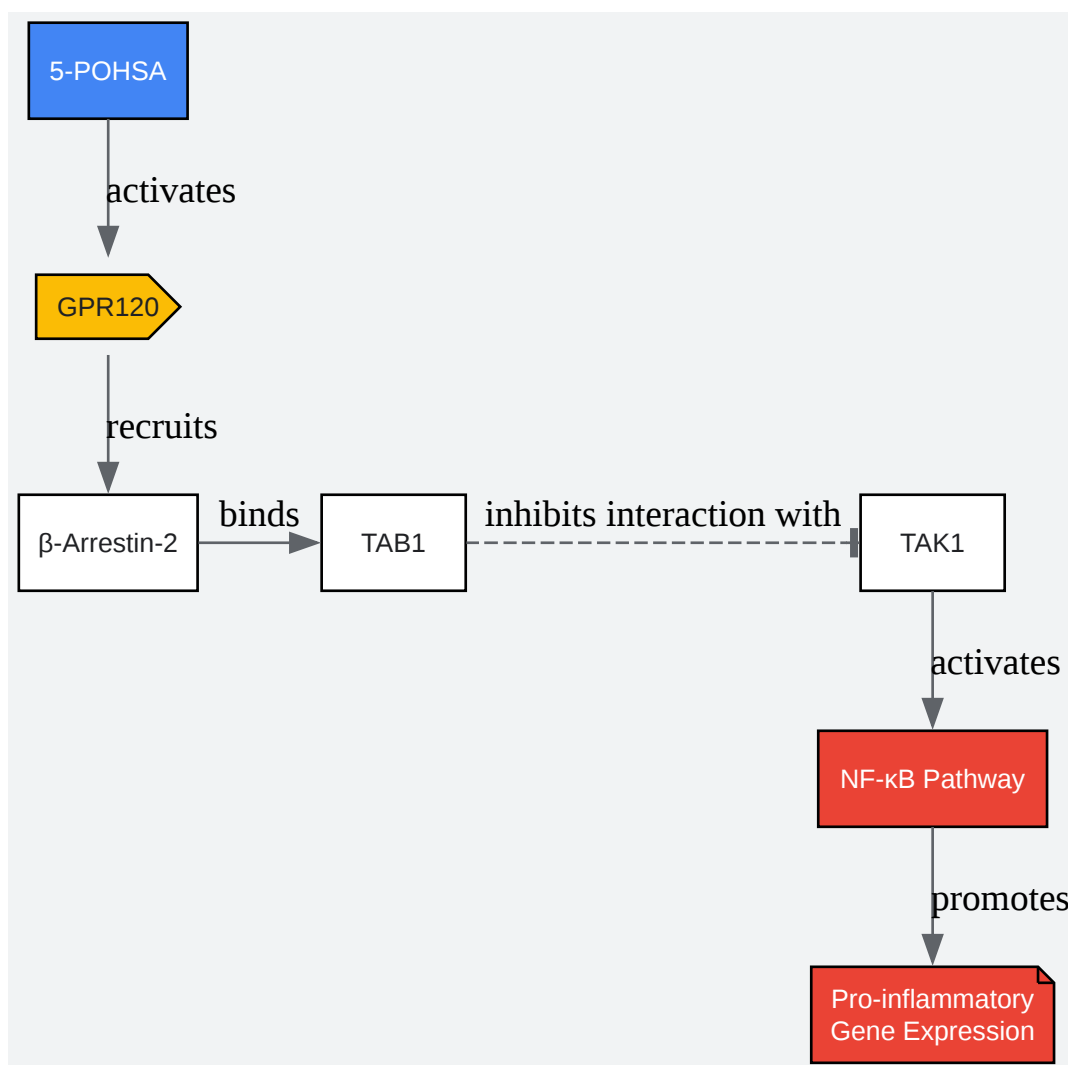 5-POHSA
activates
GPR120
recruits
β-Arrestin-2
binds
TAB1
inhibits interaction with
TAK1
activates
NF-κB Pathway
promotes
Pro-inflammatory
Gene Expression